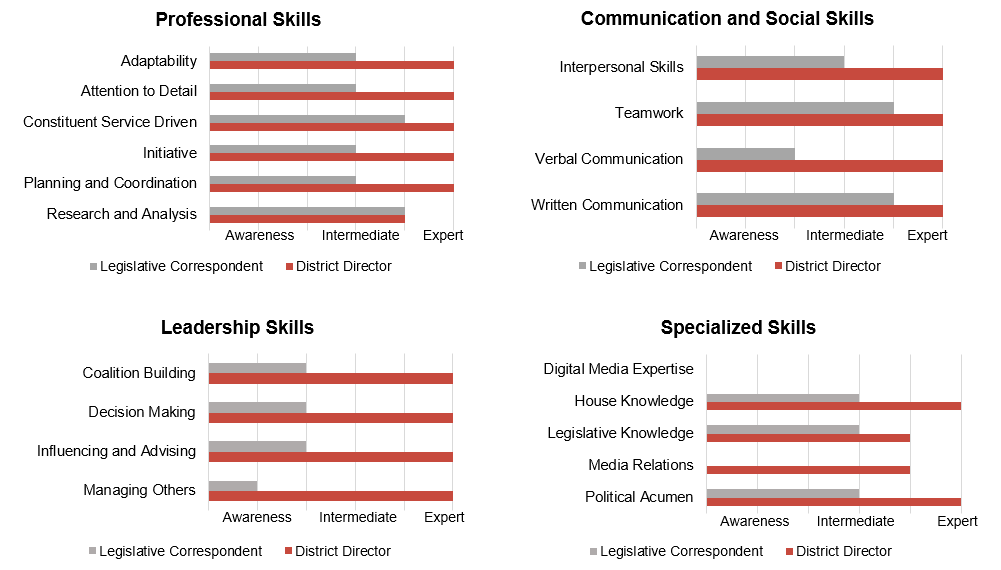 Professional Skills
Adaptability
Attention to Detail
Constituent Service Driven
Initiative
Planning and Coordination
Research and Analysis
Awareness Intermediate Expert
Legislative Correspondent District Director
Communication and Social Skills
Interpersonal Skills
Teamwork
Verbal Communication
Written Communication
Awareness Intermediate Expert
Legislative Correspondent District Director
Leadership Skills
Coalition Building
Decision Making
Influencing and Advising
Managing Others
Awareness Intermediate Expert
Legislative Correspondent District Director
Specialized Skills
Digital Media Expertise
House Knowledge
Legislative Knowledge
Media Relations
Political Acumen
Awareness Intermediate Expert
Legislative Correspondent District Director